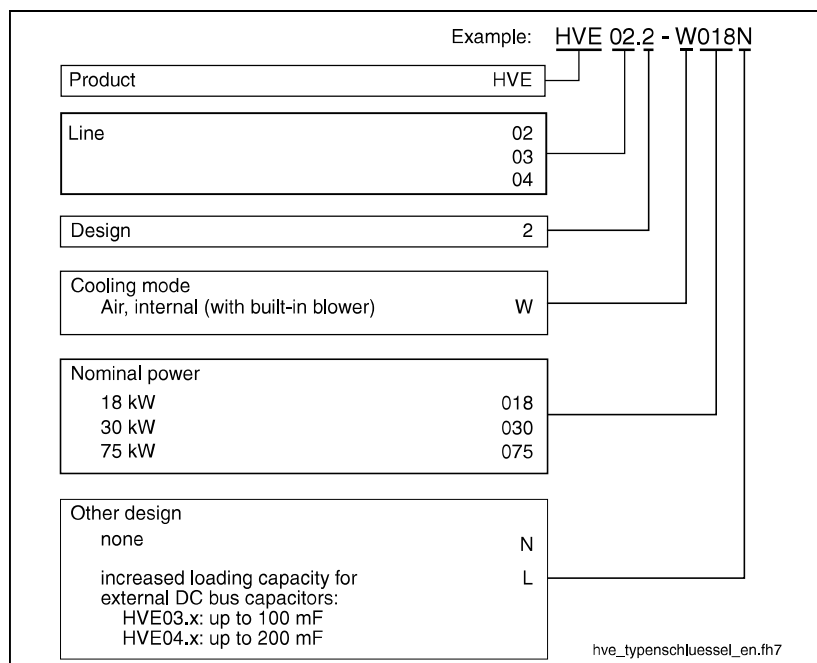 Example: HVE 02.2 - W018N
Product HVE
Line 02
03
04
Design 2
Cooling mode
Air, internal (with built-in blower) W
Nominal power
18 kW 018
30 kW 030
75 kW 075
Other design
none N
increased loading capacity for L
external DC bus capacitors:
HVE03.x: up to 100 mF
HVE04.x: up to 200 mF
hve_typenschluessel_en.fh7